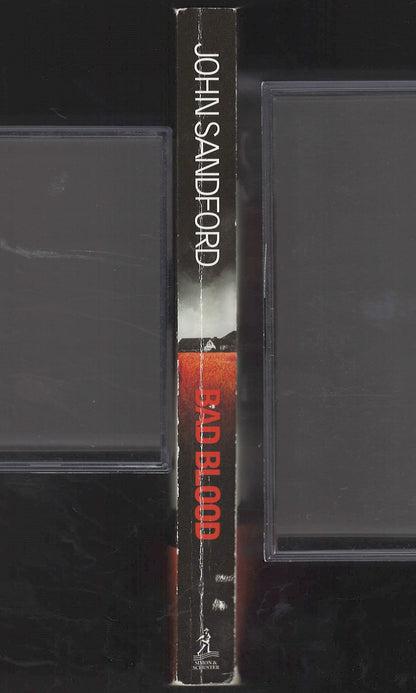 JOHN SANDFORD
BAD BLOOD
SIMON &
SCHUSTER